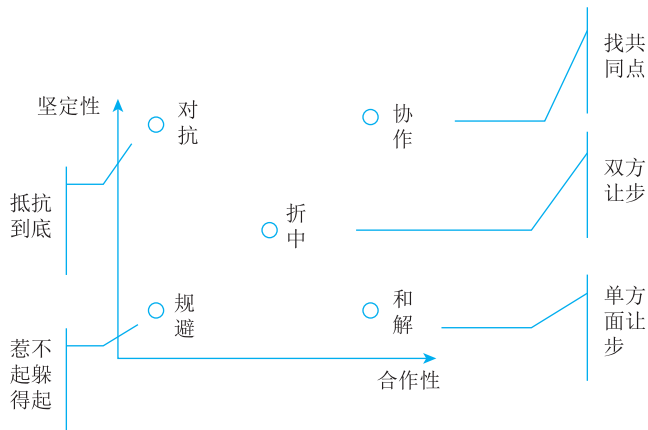 找共
同点
坚定性
对
抗
协
作
双方
让步
抵抗
到底
折
中
规
避
和
解
单方
面让
步
惹不
起躲
得起
合作性